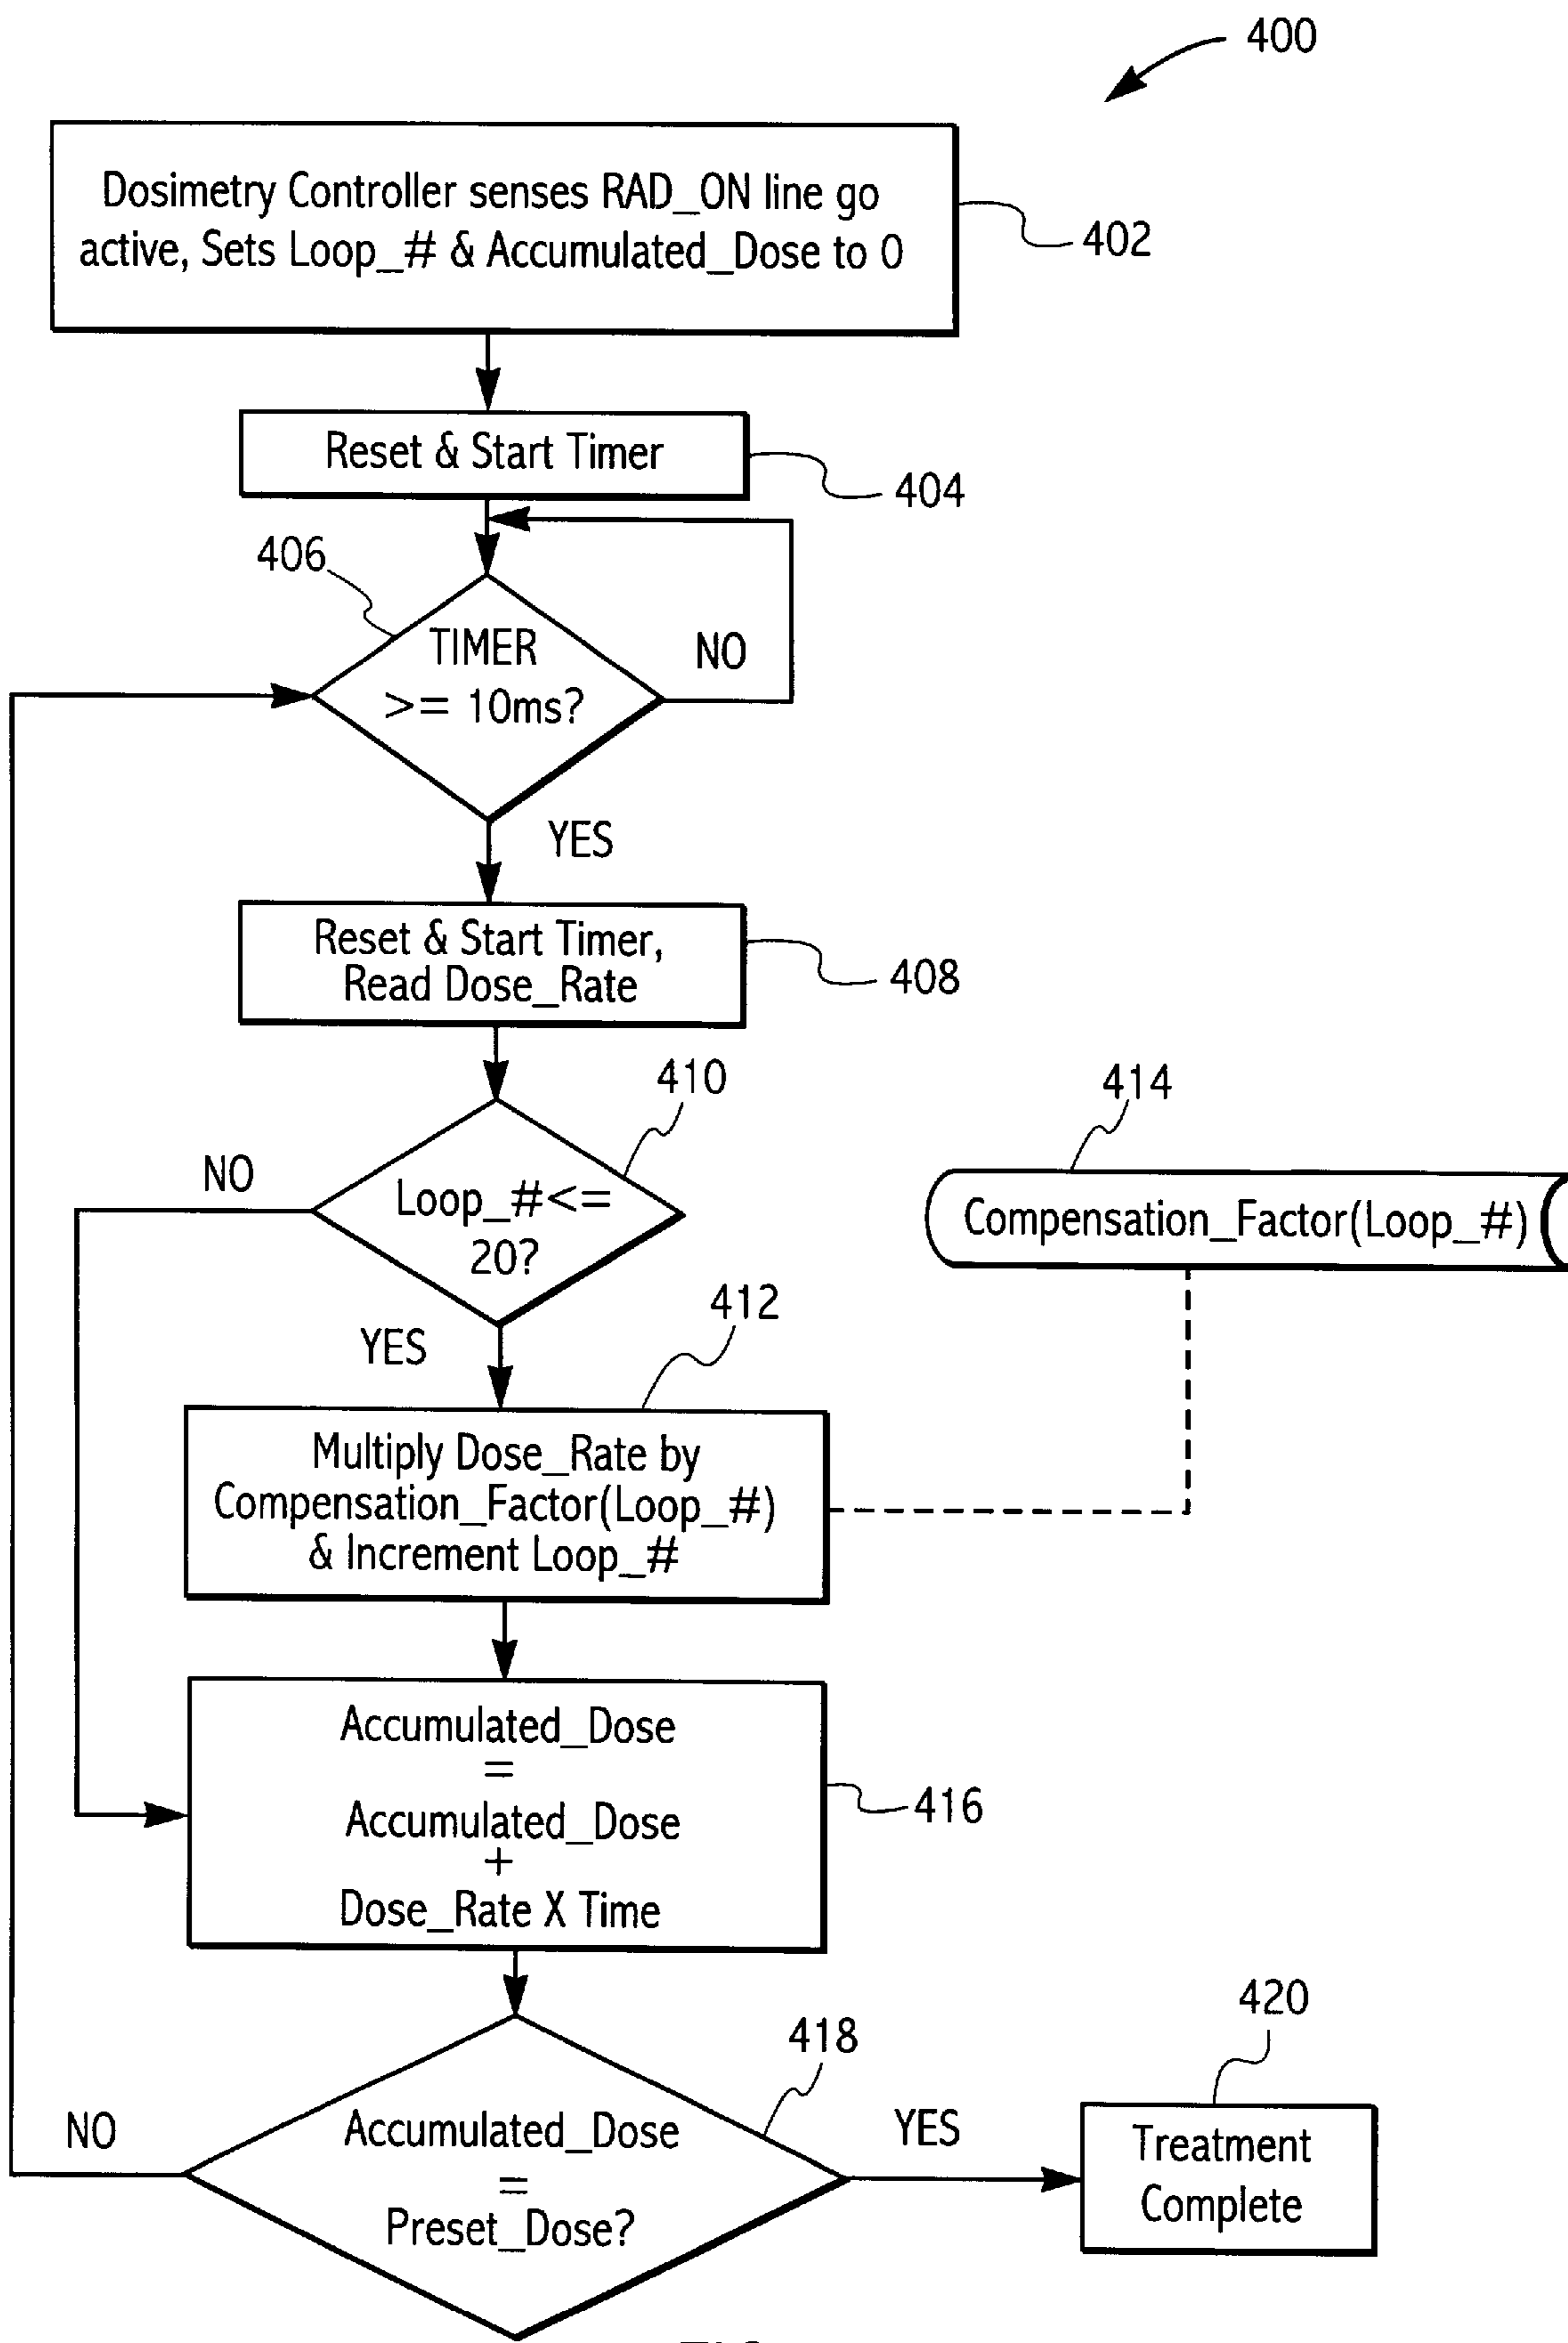 400
Dosimetry Controller senses RAD_ON line go
active, Sets Loop_# & Accumulated_Dose to 0
402
Reset & Start Timer
404
406
TIMER
>= 10ms?
NO
YES
Reset & Start Timer,
Read Dose_Rate
408
410
NO
Loop_#<=
20?
414
Compensation_Factor(Loop_#)
412
YES
Multiply Dose_Rate by
Compensation_Factor(Loop_#)
& Increment Loop_#
Accumulated_Dose
=
Accumulated_Dose
+
Dose_Rate X Time
416
418
420
NO
Accumulated_Dose
=
Preset_Dose?
YES
Treatment
Complete